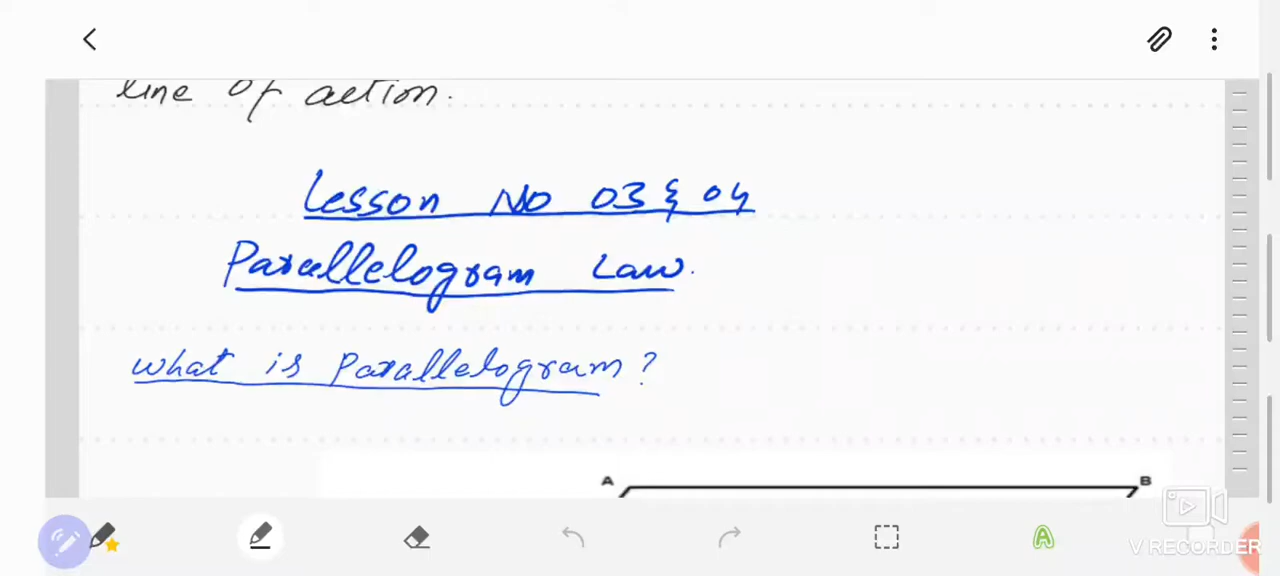 line of action.
Lesson No 03 & 04
Parallelogram Law.
what is Parallelogram?
A B
A
V RECORDER